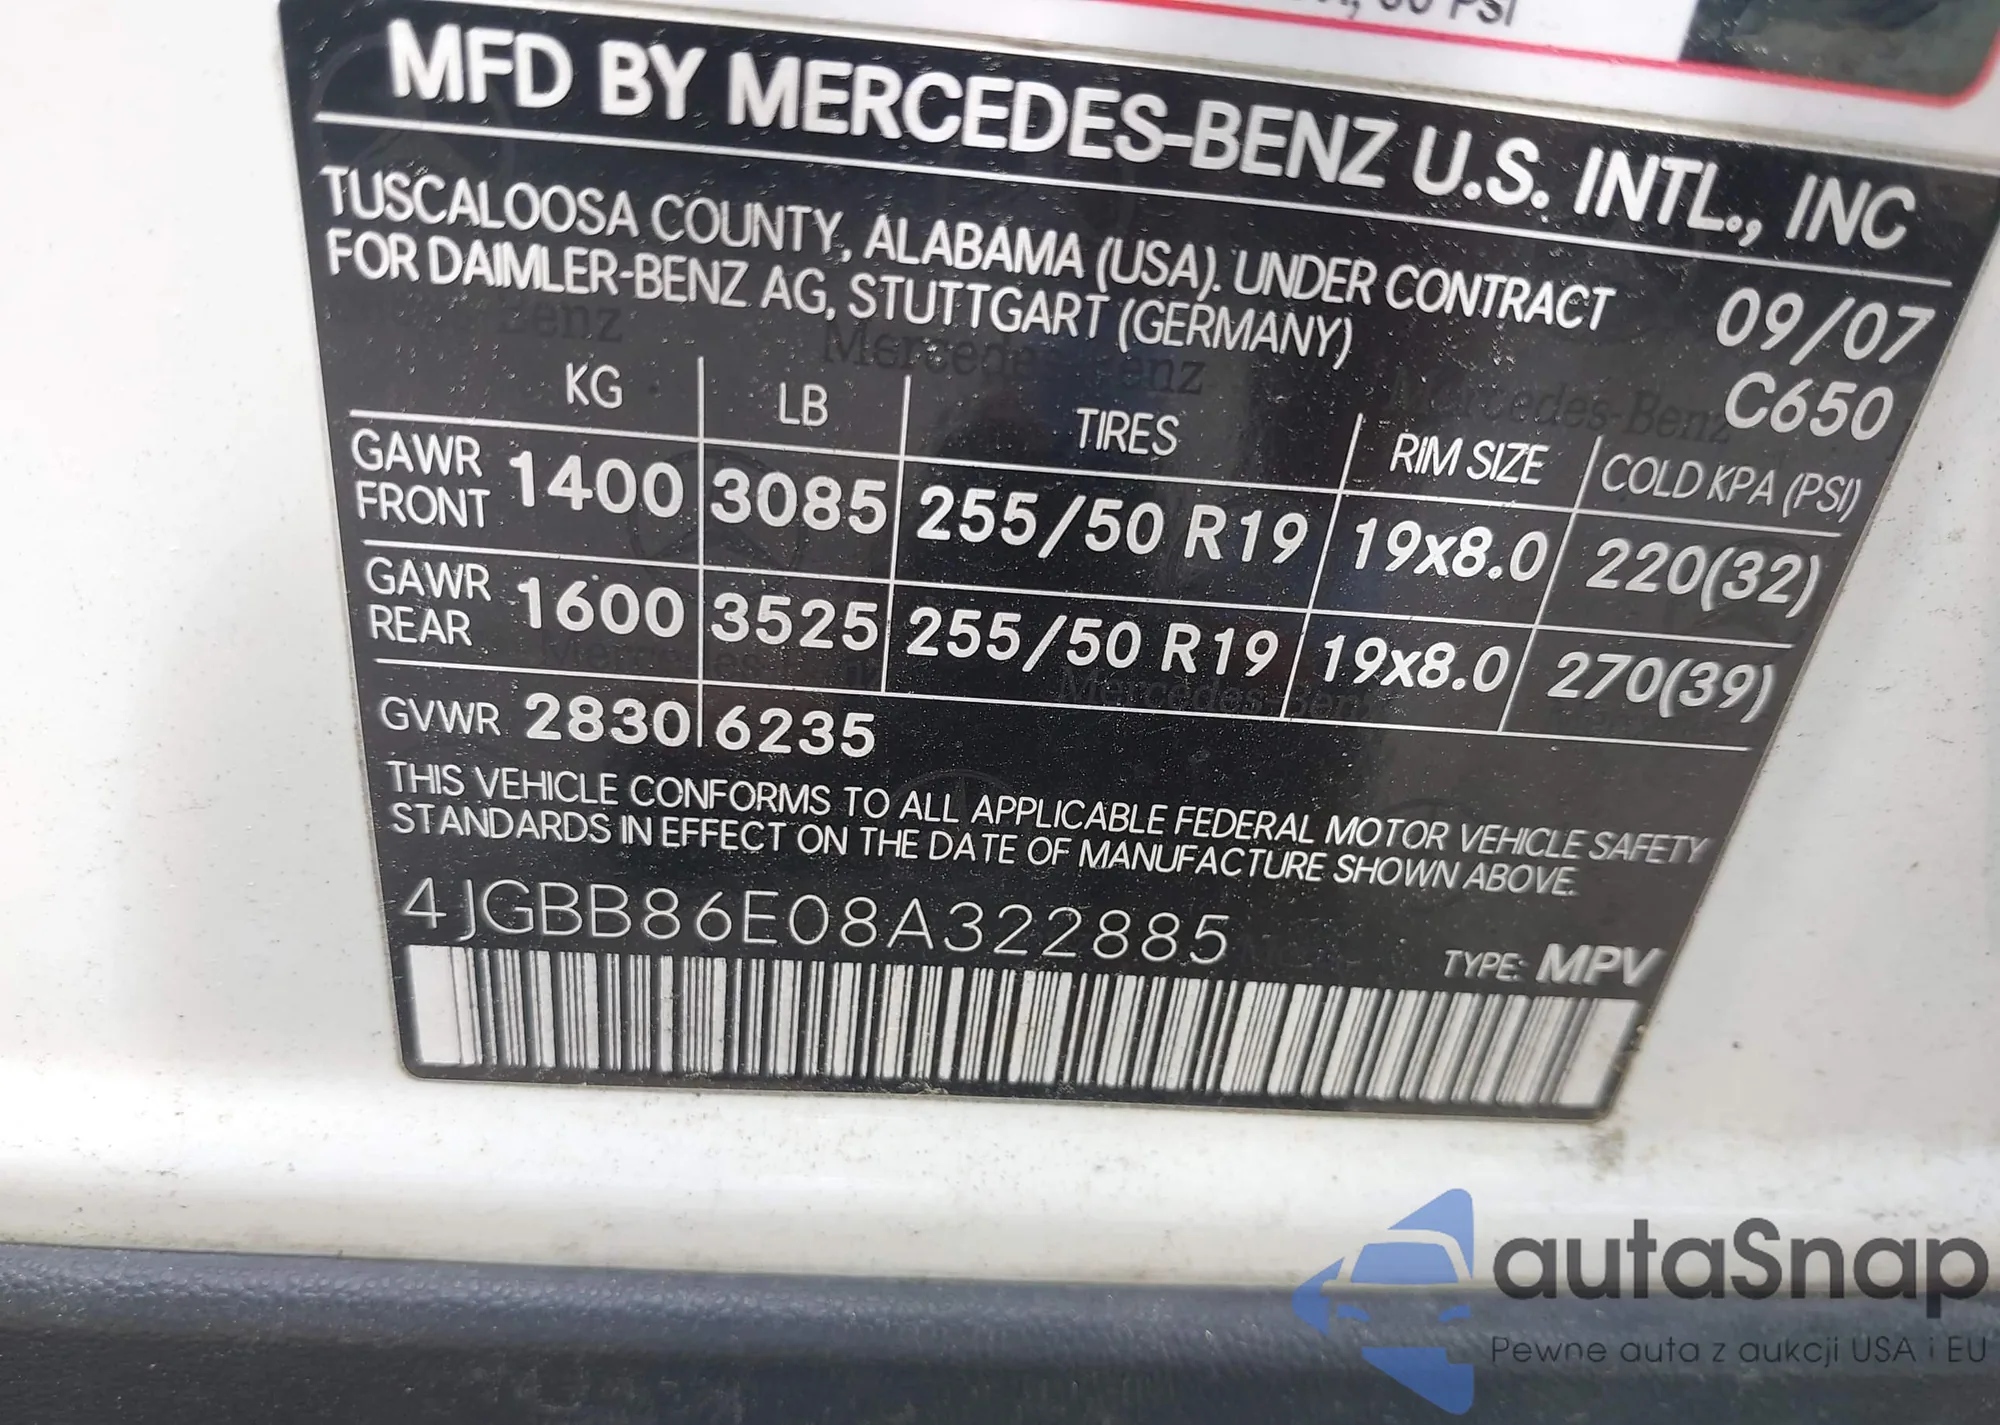 PSI
MFD BY MERCEDES-BENZ U.S. INTL., INC
TUSCALOOSA COUNTY, ALABAMA (USA). UNDER CONTRACT
FOR DAIMLER-BENZ AG, STUTTGART (GERMANY)
09/07
C650
KG LB TIRES RIM SIZE COLD KPA (PSI)
GAWR FRONT 1400 3085 255/50 R19 19x8.0 220(32)
GAWR REAR 1600 3525 255/50 R19 19x8.0 270(39)
GVWR 2830 6235
THIS VEHICLE CONFORMS TO ALL APPLICABLE FEDERAL MOTOR VEHICLE SAFETY
STANDARDS IN EFFECT ON THE DATE OF MANUFACTURE SHOWN ABOVE.
4JGBB86E08A322885
TYPE: MPV
autaSnap
Pewne auta z aukcji USA i EU